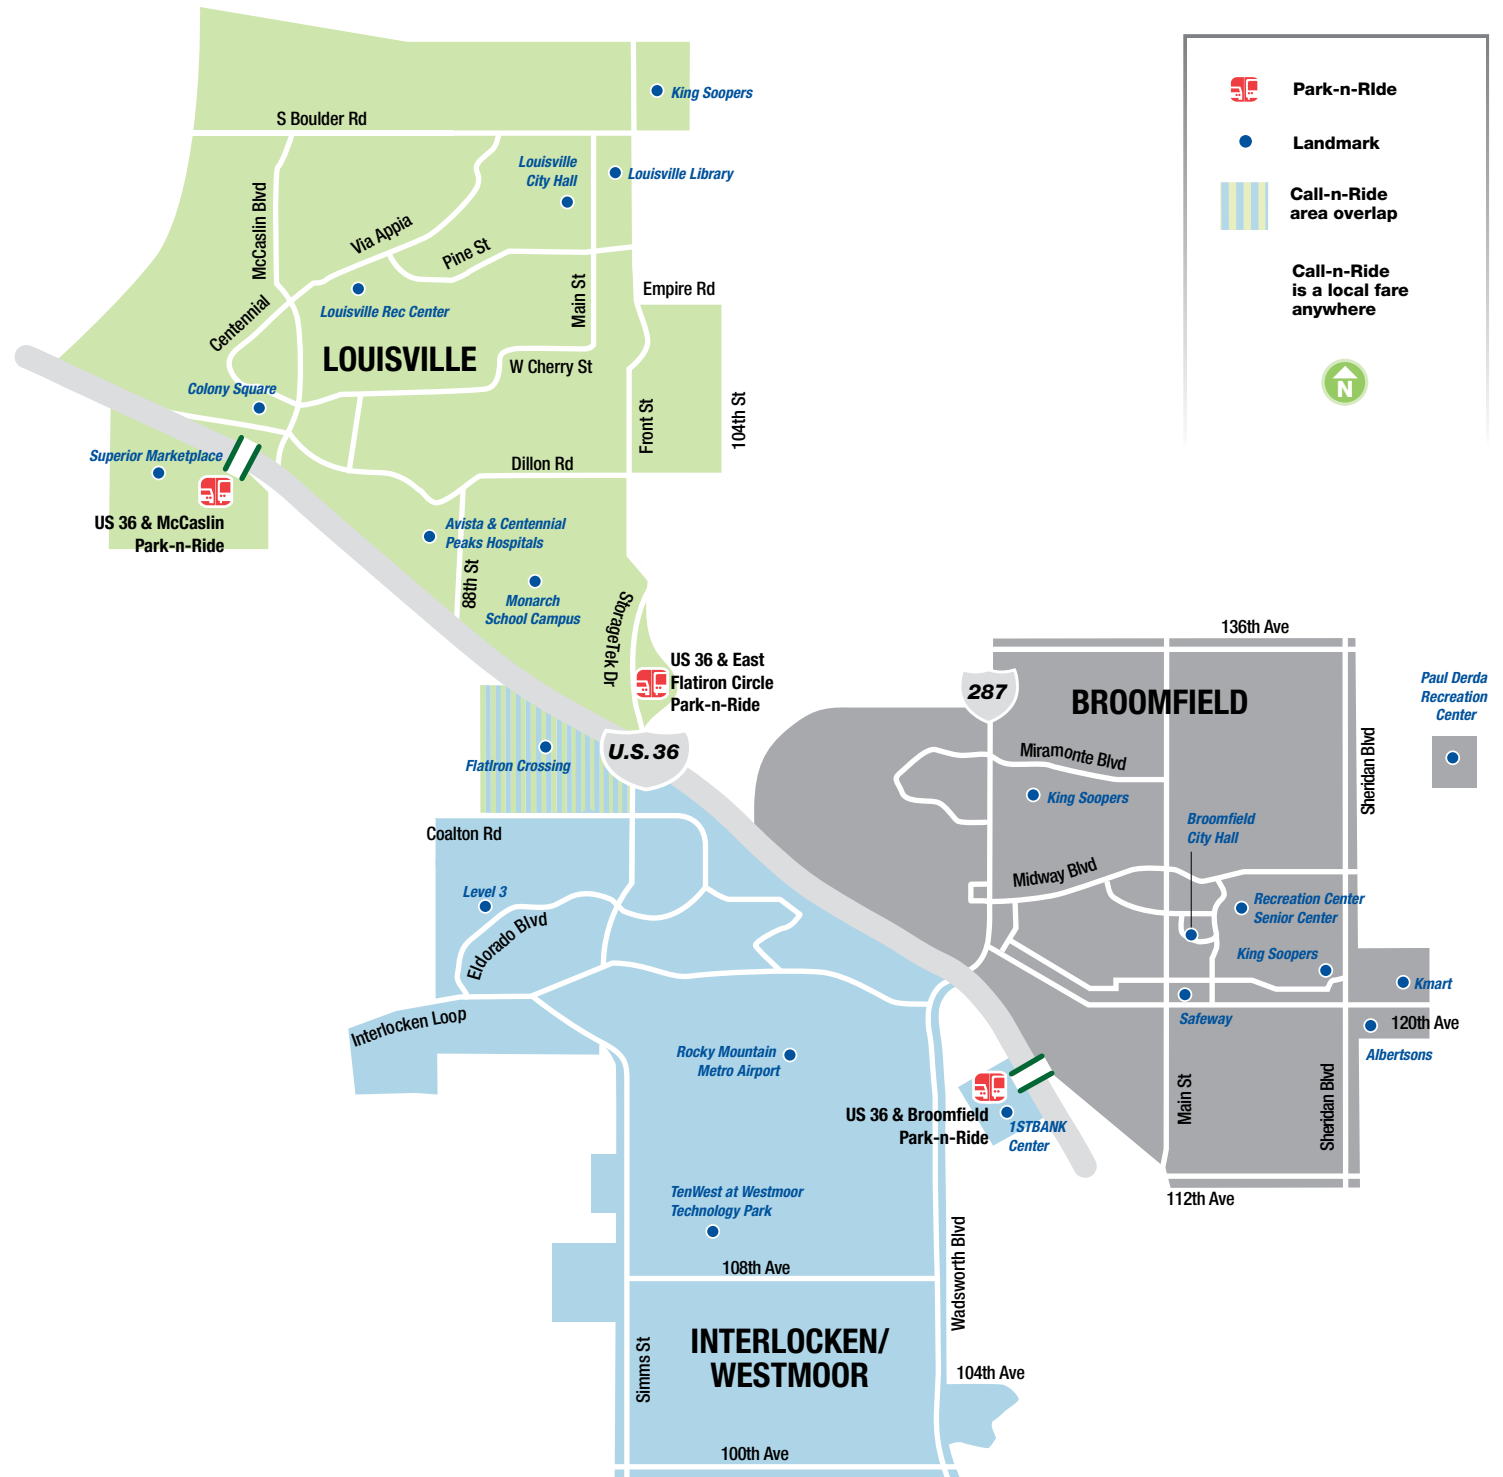 King Soopers
S Boulder Rd
Louisville
City Hall
Louisville Library
McCaslin Blvd
Via Appia
Pine St
Main St
Empire Rd
Louisville Rec Center
Centennial
LOUISVILLE
W Cherry St
Colony Square
Front St
104th St
Superior Marketplace
Dillon Rd
US 36 & McCaslin
Park-n-Ride
Avista & Centennial
Peaks Hospitals
88th St
Monarch
School Campus
StorageTek Dr
US 36 & East
Flatiron Circle
Park-n-Ride
U.S. 36
FlatIron Crossing
Coalton Rd
Level 3
Eldorado Blvd
Interlocken Loop
Rocky Mountain
Metro Airport
US 36 & Broomfield
Park-n-Ride
1STBANK
Center
TenWest at Westmoor
Technology Park
108th Ave
Wadsworth Blvd
INTERLOCKEN/
WESTMOOR
Simms St
104th Ave
100th Ave
136th Ave
287
BROOMFIELD
Paul Derda
Recreation
Center
Sheridan Blvd
Miramonte Blvd
King Soopers
Broomfield
City Hall
Midway Blvd
Recreation Center
Senior Center
King Soopers
Kmart
Safeway
120th Ave
Albertsons
Main St
Sheridan Blvd
112th Ave
Park-n-RIde
Landmark
Call-n-Ride
area overlap
Call-n-Ride
is a local fare
anywhere
N